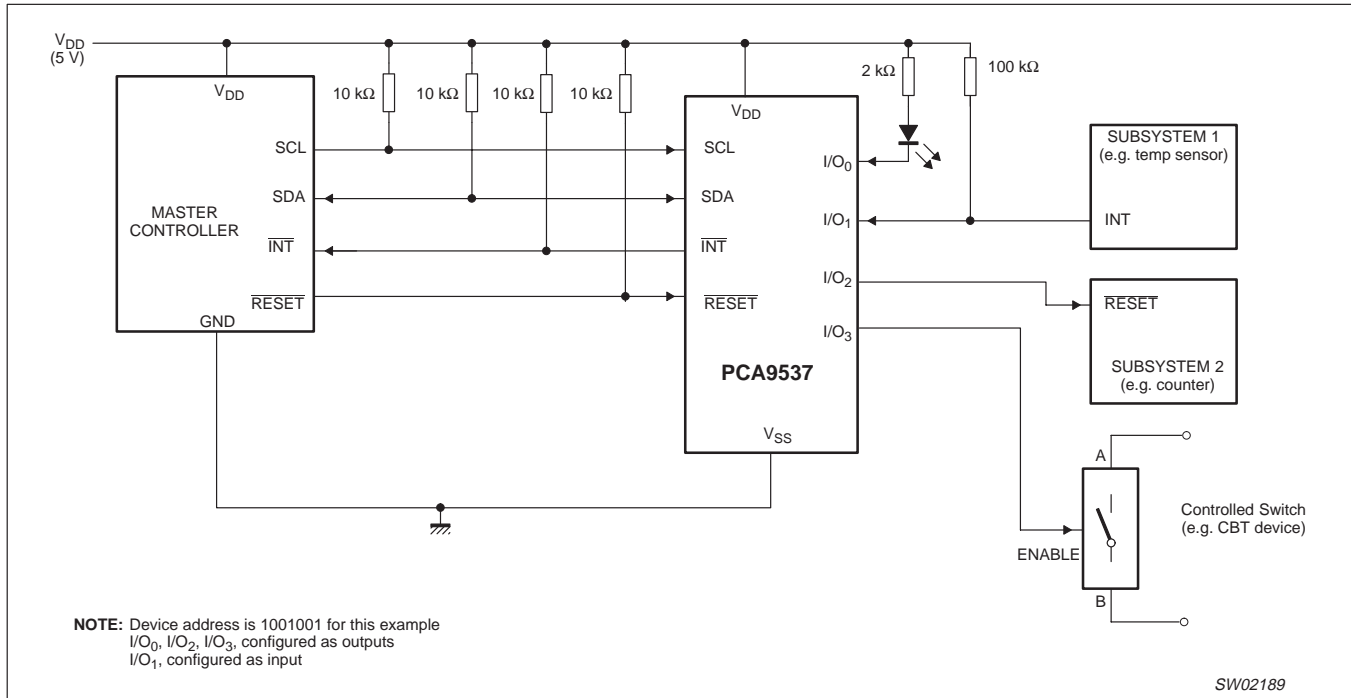 VDD
(5 V)
VDD
10 kΩ
10 kΩ
10 kΩ
10 kΩ
VDD
2 kΩ
100 kΩ
SUBSYSTEM 1
(e.g. temp sensor)
INT
MASTER
CONTROLLER
SCL
SDA
INT
RESET
GND
SCL
SDA
INT
RESET
PCA9537
VSS
I/O0
I/O1
I/O2
I/O3
RESET
SUBSYSTEM 2
(e.g. counter)
A
Controlled Switch
(e.g. CBT device)
ENABLE
B
NOTE: Device address is 1001001 for this example
I/O0, I/O2, I/O3, configured as outputs
I/O1, configured as input
SW02189